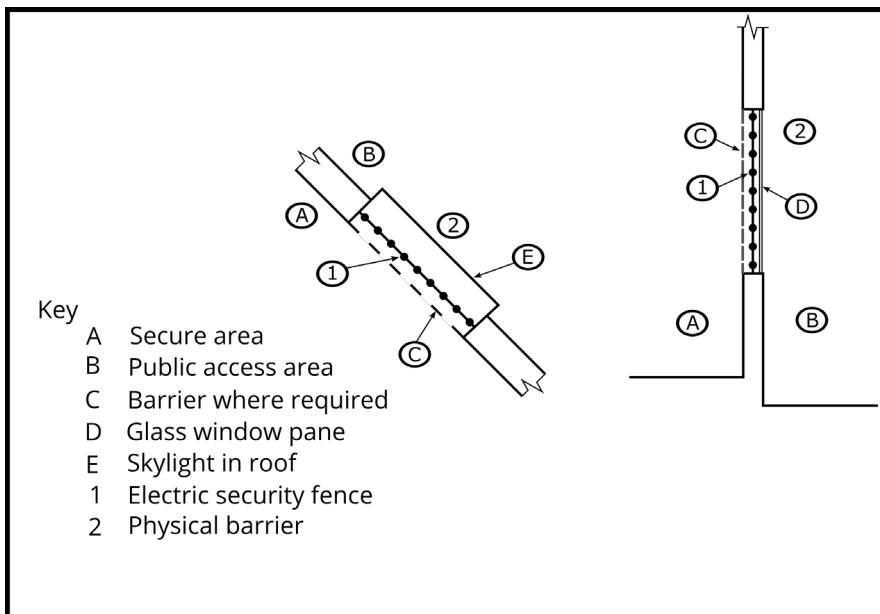 B
A
2
E
1
C
C
2
1
D
A
B
Key
A Secure area
B Public access area
C Barrier where required
D Glass window pane
E Skylight in roof
1 Electric security fence
2 Physical barrier